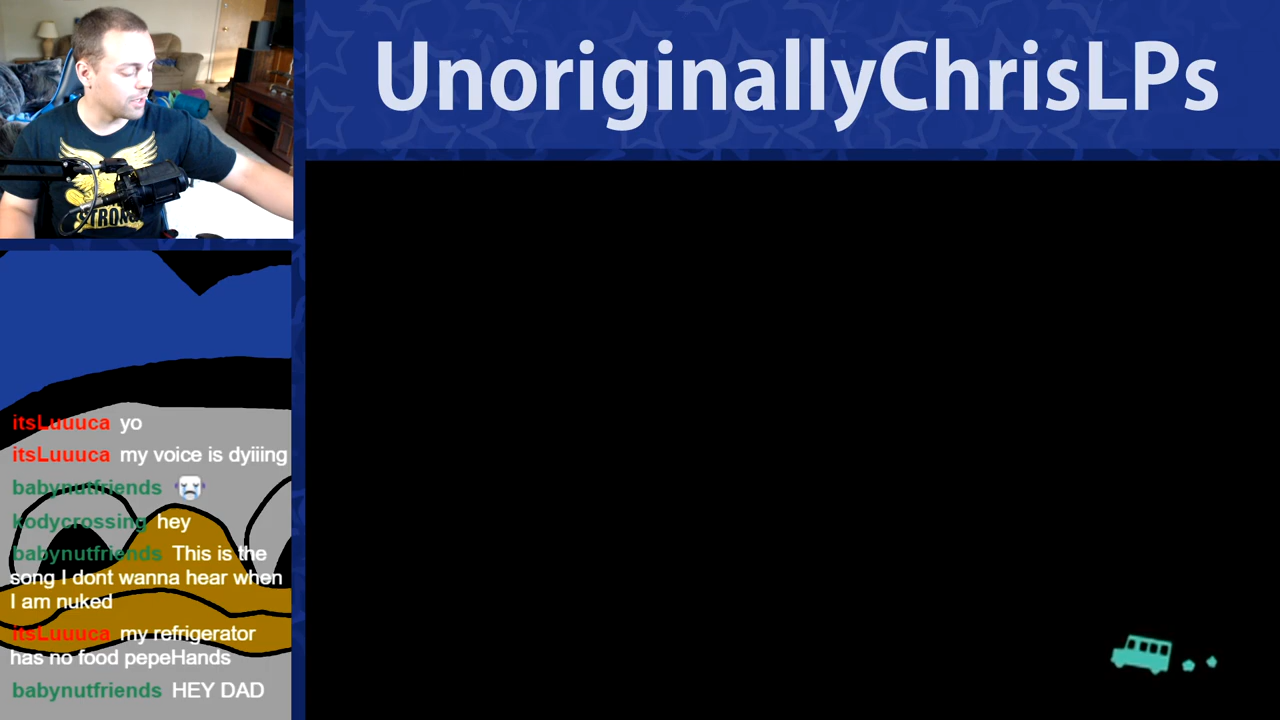 UnoriginallyChrisLPs
STRONG
itsLuuuca yo
itsLuuuca my voice is dyiiing
babynutfriends
kodycrossing hey
babynutfriends This is the
song I dont wanna hear when
I am nuked
itsLuuuca my refrigerator
has no food pepeHands
babynutfriends HEY DAD